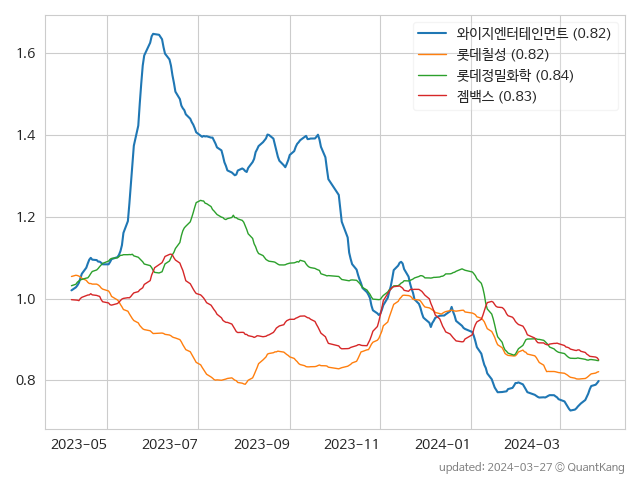 와이지엔터테인먼트 (0.82)
롯데칠성 (0.82)
롯데정밀화학 (0.84)
젬백스 (0.83)
1.6
1.4
1.2
1.0
0.8
2023-05 2023-07 2023-09 2023-11 2024-01 2024-03
updated: 2024-03-27 © QuantKang